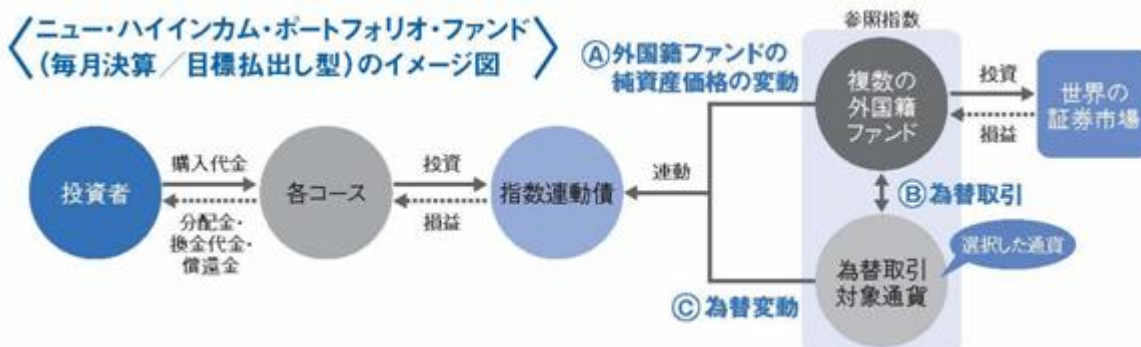 ニュー・ハイインカム・ポートフォリオ・ファンド
(毎月決算／目標払出し型)のイメージ図
参照指数
Ⓐ外国籍ファンドの
純資産価格の変動
複数の
外国籍
ファンド
投資
損益
世界の
証券市場
投資者
購入代金
分配金・
換金代金・
償還金
各コース
投資
損益
指数連動債
連動
Ⓑ為替取引
選択した通貨
為替取引
対象通貨
Ⓒ為替変動